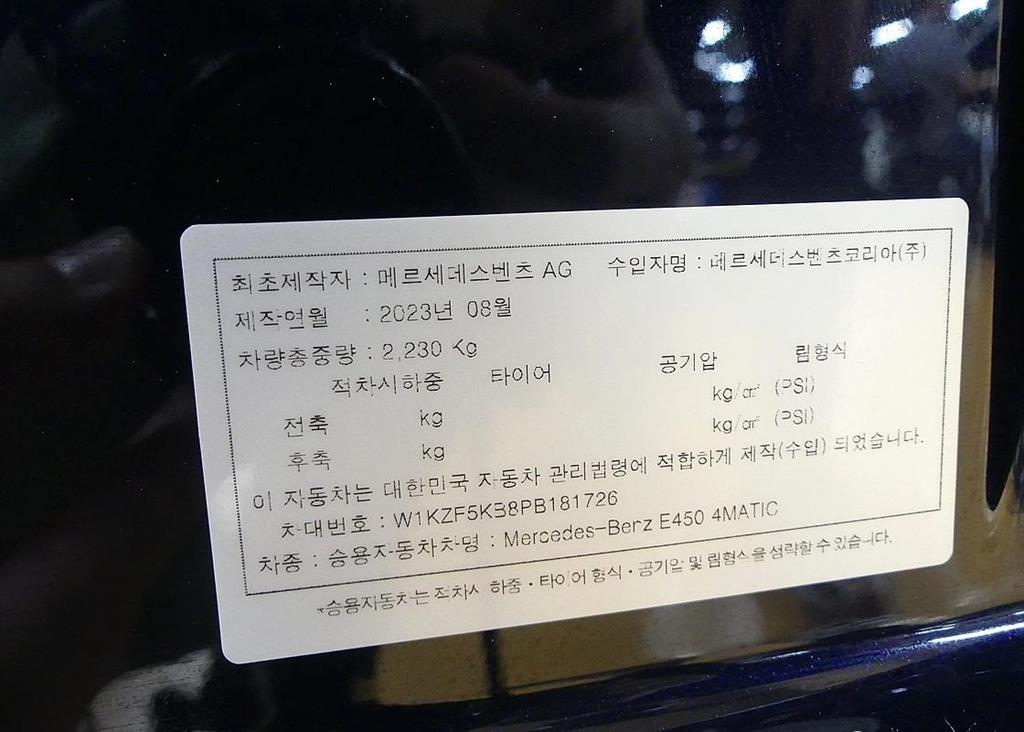 최초제작자 : 메르세데스벤츠 AG 수입자명 : 메르세데스벤츠코리아(주)
제작연월 : 2023년 08월
차량총중량 : 2,230 Kg
적차시하중 타이어 공기압 림형식
전축 kg kg/㎠ (PSI)
후축 kg kg/㎠ (PSI)
이 자동차는 대한민국 자동차 관리법령에 적합하게 제작(수입) 되었습니다.
차대번호 : W1KZF5KB8PB181726
차종 : 승용자동차차명 : Mercedes-Benz E450 4MATIC
*승용자동차는 적차시 하중·타이어 형식·공기압 및 림형식을 생략할 수 있습니다.